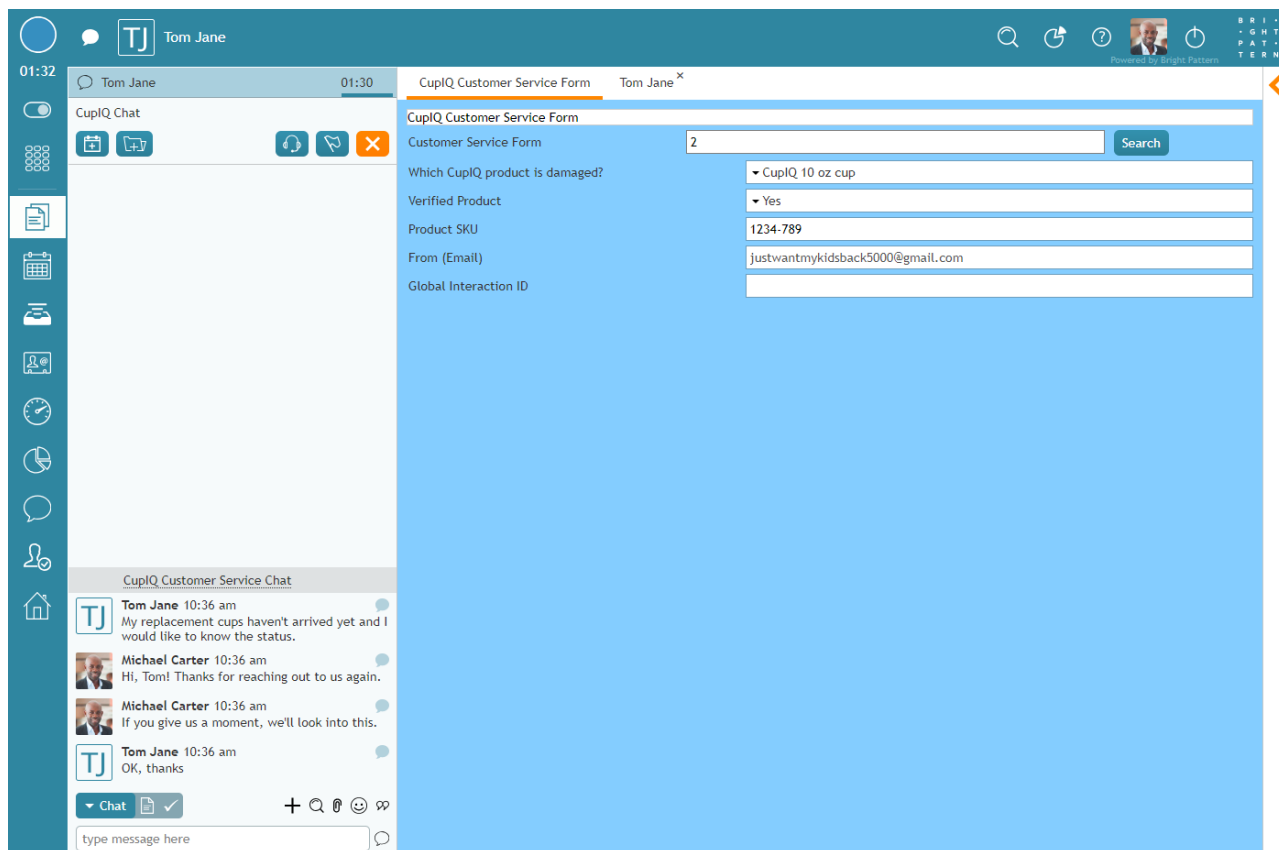 TJ Tom Jane
?
B R I ·
· G H T
P A T ·
T E R N
Powered by Bright Pattern
01:32
Tom Jane 01:30
CupIQ Chat
CupIQ Customer Service Form Tom Jane ×
CupIQ Customer Service Form
Customer Service Form 2 Search
Which CupIQ product is damaged? CupIQ 10 oz cup
Verified Product Yes
Product SKU 1234-789
From (Email) justwantmykidsback5000@gmail.com
Global Interaction ID
CupIQ Customer Service Chat
TJ
Tom Jane 10:36 am
My replacement cups haven't arrived yet and I
would like to know the status.
Michael Carter 10:36 am
Hi, Tom! Thanks for reaching out to us again.
Michael Carter 10:36 am
If you give us a moment, we'll look into this.
TJ
Tom Jane 10:36 am
OK, thanks
Chat
type message here